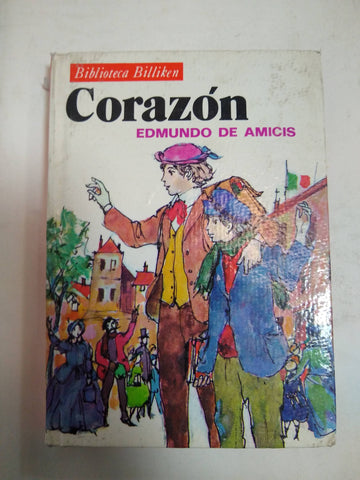 Biblioteca Billiken
Corazón
EDMUNDO DE AMICIS